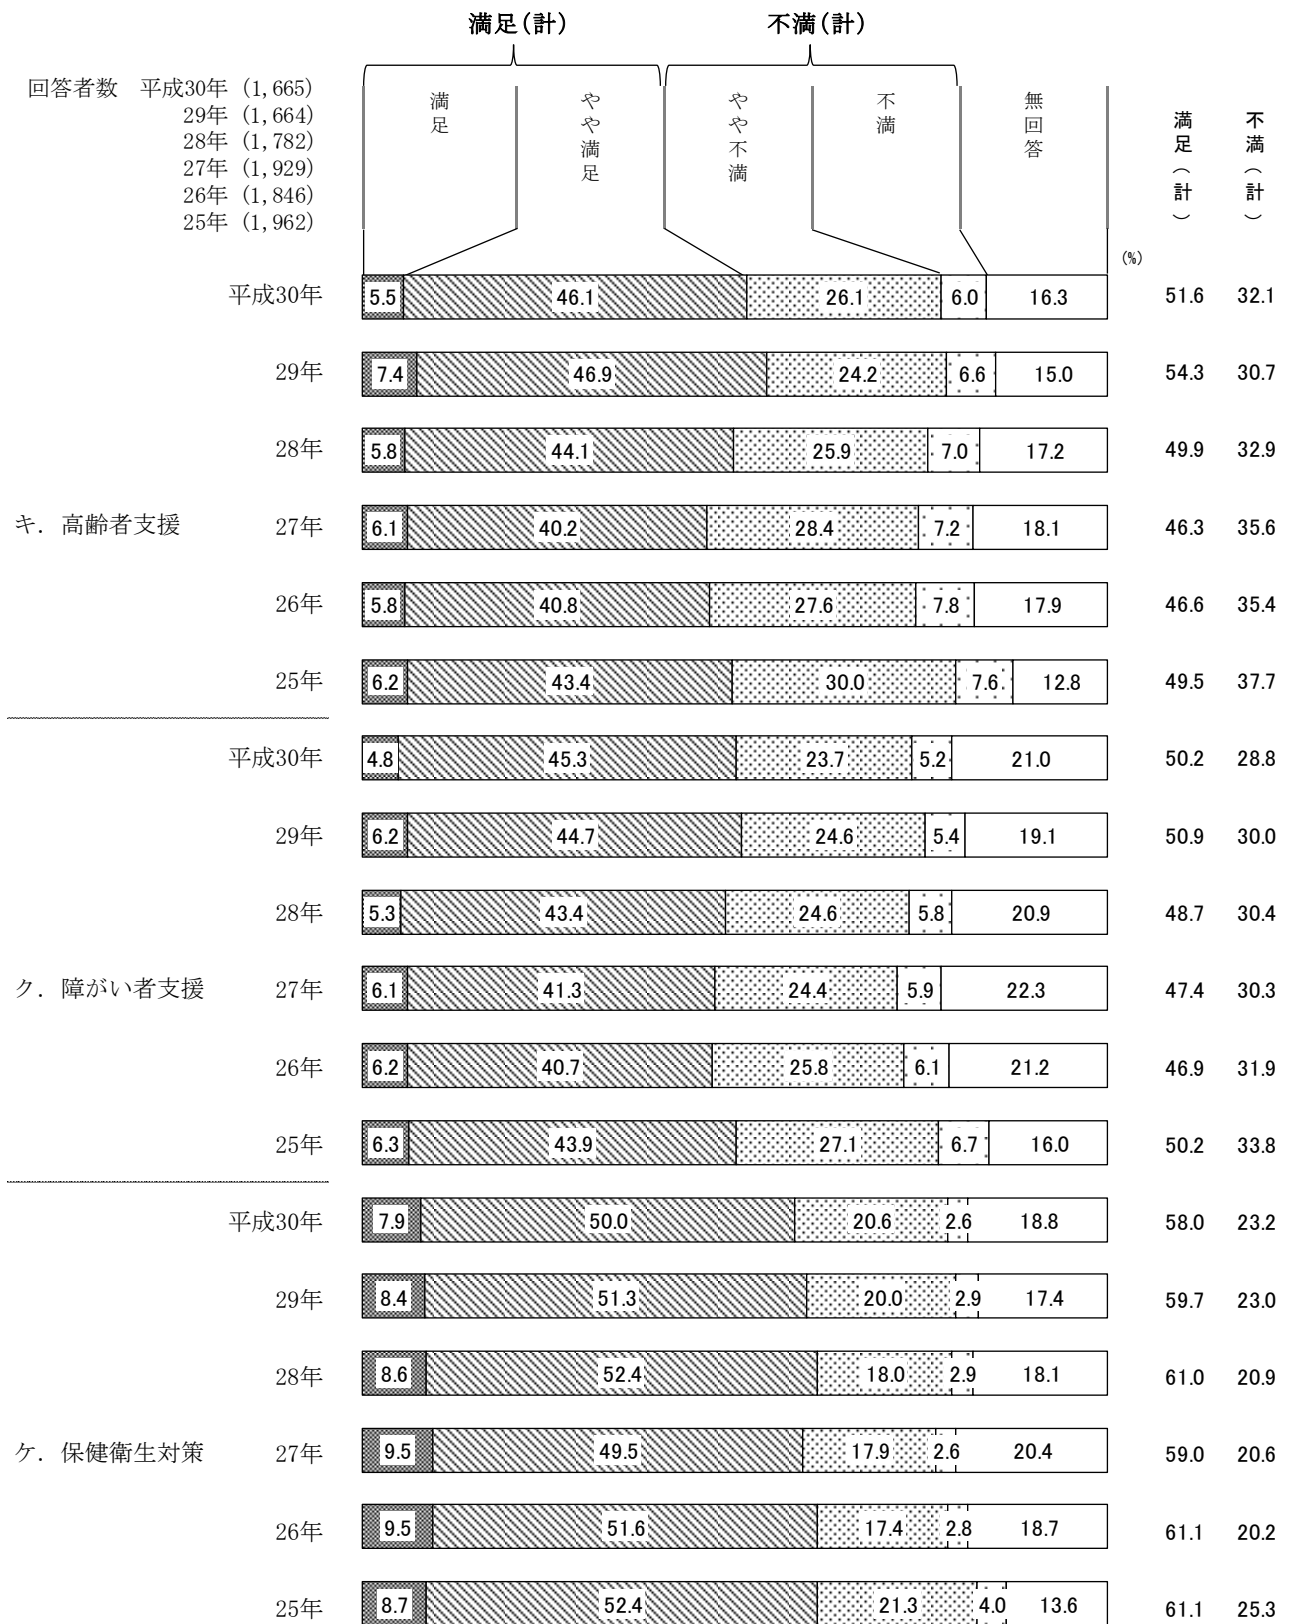 満足(計) 不満(計)
回答者数 平成30年 (1,665)
29年 (1,664)
28年 (1,782)
27年 (1,929)
26年 (1,846)
25年 (1,962)
満足 やや満足 やや不満 不満 無回答 満足(計) 不満(計)
(%)
平成30年 5.5 46.1 26.1 6.0 16.3 51.6 32.1
29年 7.4 46.9 24.2 6.6 15.0 54.3 30.7
28年 5.8 44.1 25.9 7.0 17.2 49.9 32.9
キ. 高齢者支援 27年 6.1 40.2 28.4 7.2 18.1 46.3 35.6
26年 5.8 40.8 27.6 7.8 17.9 46.6 35.4
25年 6.2 43.4 30.0 7.6 12.8 49.5 37.7
平成30年 4.8 45.3 23.7 5.2 21.0 50.2 28.8
29年 6.2 44.7 24.6 5.4 19.1 50.9 30.0
28年 5.3 43.4 24.6 5.8 20.9 48.7 30.4
ク. 障がい者支援 27年 6.1 41.3 24.4 5.9 22.3 47.4 30.3
26年 6.2 40.7 25.8 6.1 21.2 46.9 31.9
25年 6.3 43.9 27.1 6.7 16.0 50.2 33.8
平成30年 7.9 50.0 20.6 2.6 18.8 58.0 23.2
29年 8.4 51.3 20.0 2.9 17.4 59.7 23.0
28年 8.6 52.4 18.0 2.9 18.1 61.0 20.9
ケ. 保健衛生対策 27年 9.5 49.5 17.9 2.6 20.4 59.0 20.6
26年 9.5 51.6 17.4 2.8 18.7 61.1 20.2
25年 8.7 52.4 21.3 4.0 13.6 61.1 25.3